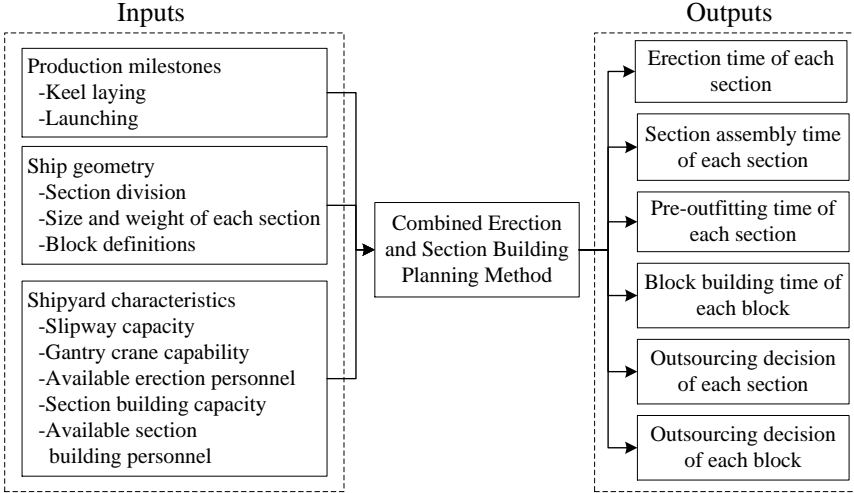 Inputs
Production milestones
-Keel laying
-Launching
Ship geometry
-Section division
-Size and weight of each section
-Block definitions
Shipyard characteristics
-Slipway capacity
-Gantry crane capability
-Available erection personnel
-Section building capacity
-Available section
building personnel
Combined Erection
and Section Building
Planning Method
Outputs
Erection time of each
section
Section assembly time
of each section
Pre-outfitting time of
each section
Block building time of
each block
Outsourcing decision
of each section
Outsourcing decision
of each block